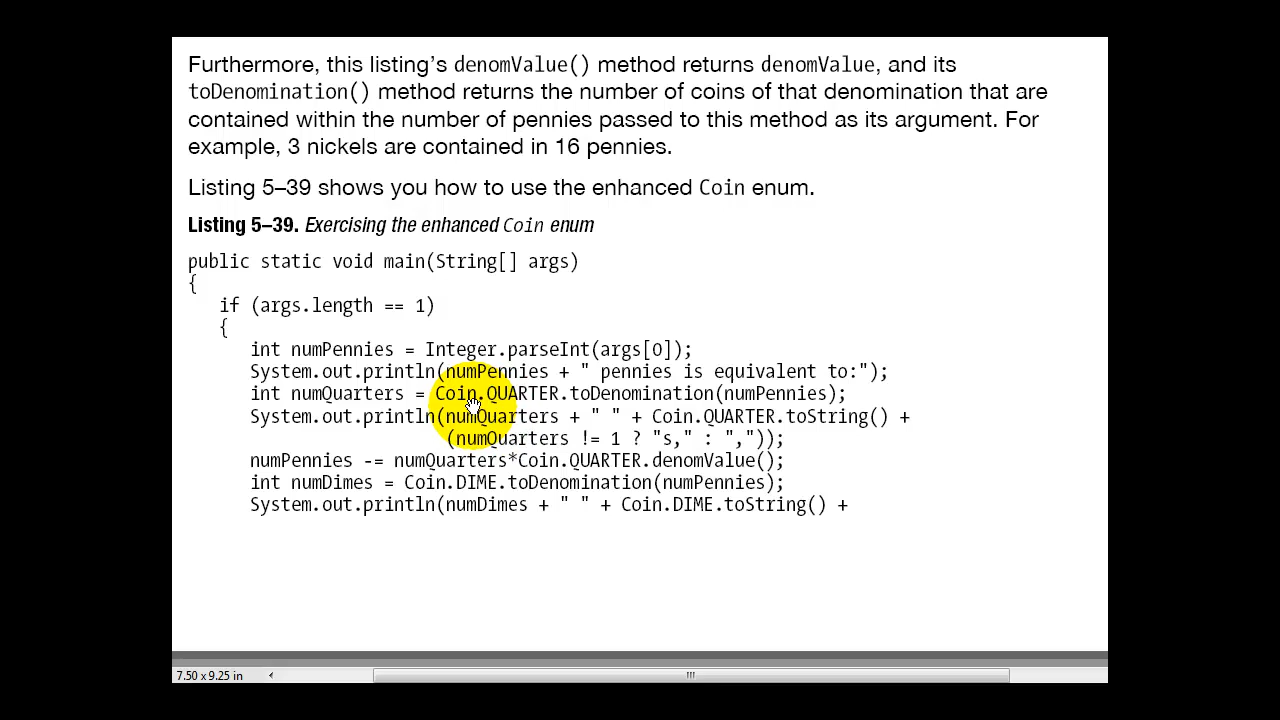 Furthermore, this listing’s denomValue() method returns denomValue, and its
toDenomination() method returns the number of coins of that denomination that are
contained within the number of pennies passed to this method as its argument. For
example, 3 nickels are contained in 16 pennies.
Listing 5–39 shows you how to use the enhanced Coin enum.
Listing 5–39. Exercising the enhanced Coin enum
public static void main(String[] args)
{
   if (args.length == 1)
   {
      int numPennies = Integer.parseInt(args[0]);
      System.out.println(numPennies + " pennies is equivalent to:");
      int numQuarters = Coin.QUARTER.toDenomination(numPennies);
      System.out.println(numQuarters + " " + Coin.QUARTER.toString() +
                         (numQuarters != 1 ? "s," : ","));
      numPennies -= numQuarters*Coin.QUARTER.denomValue();
      int numDimes = Coin.DIME.toDenomination(numPennies);
      System.out.println(numDimes + " " + Coin.DIME.toString() +
7.50 x 9.25 in